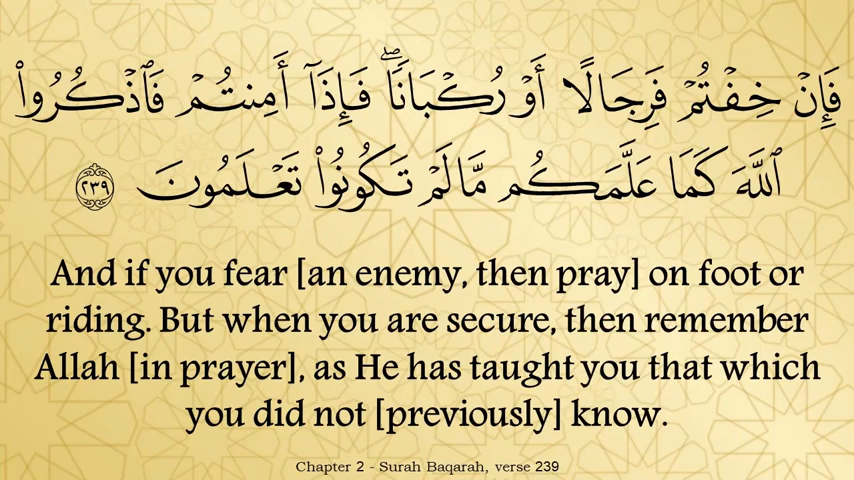 فَإِنْ خِفْتُمْ فَرِجَالًا أَوْ رُكْبَانًا ۖ فَإِذَآ أَمِنتُمْ فَٱذْكُرُوا۟
ٱللَّهَ كَمَا عَلَّمَكُم مَّا لَمْ تَكُونُوا۟ تَعْلَمُونَ ٢٣٩
And if you fear [an enemy, then pray] on foot or
riding. But when you are secure, then remember
Allah [in prayer], as He has taught you that which
you did not [previously] know.
Chapter 2 - Surah Baqarah, verse 239